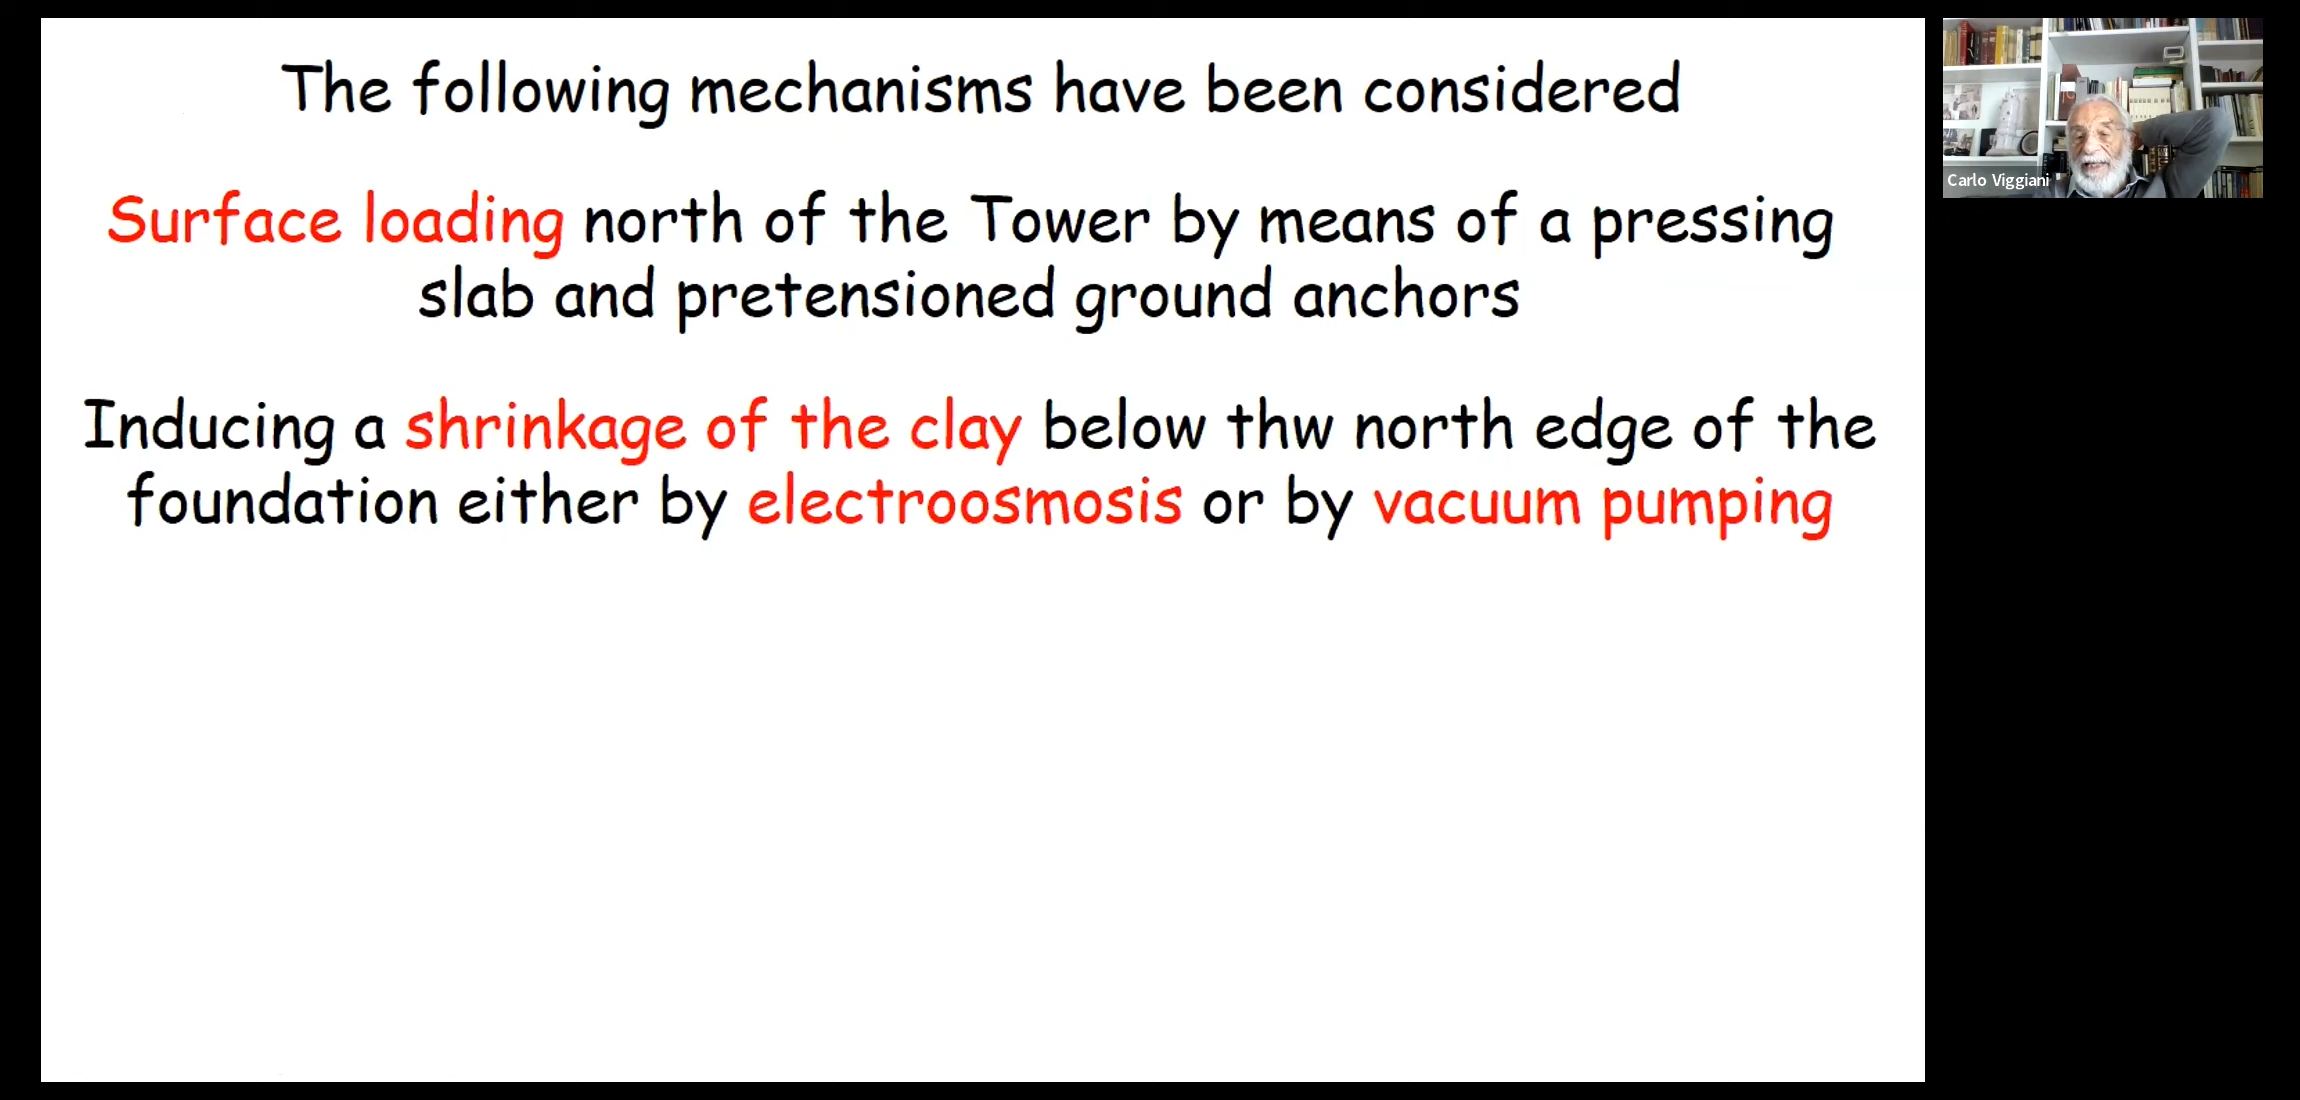 The following mechanisms have been considered
Surface loading north of the Tower by means of a pressing
slab and pretensioned ground anchors
Inducing a shrinkage of the clay below thw north edge of the
foundation either by electroosmosis or by vacuum pumping
Carlo Viggiani